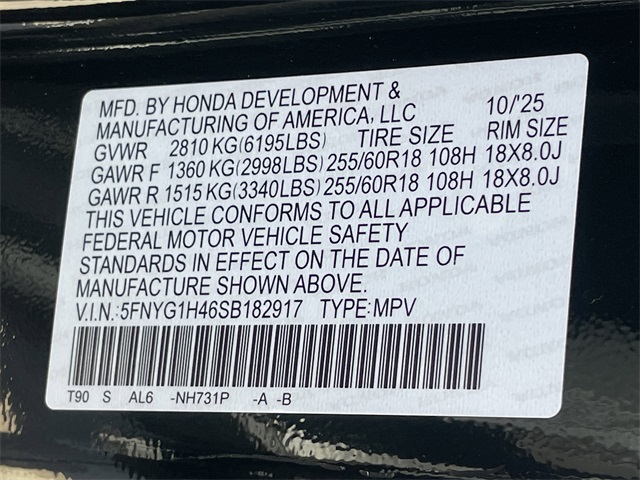 MFD. BY HONDA DEVELOPMENT &
MANUFACTURING OF AMERICA, LLC 10/'25
GVWR 2810 KG(6195LBS) TIRE SIZE RIM SIZE
GAWR F 1360 KG(2998LBS) 255/60R18 108H 18X8.0J
GAWR R 1515 KG(3340LBS) 255/60R18 108H 18X8.0J
THIS VEHICLE CONFORMS TO ALL APPLICABLE
FEDERAL MOTOR VEHICLE SAFETY
STANDARDS IN EFFECT ON THE DATE OF
MANUFACTURE SHOWN ABOVE.
V.I.N.:5FNYG1H46SB182917 TYPE:MPV
T90 S AL6 -NH731P -A -B